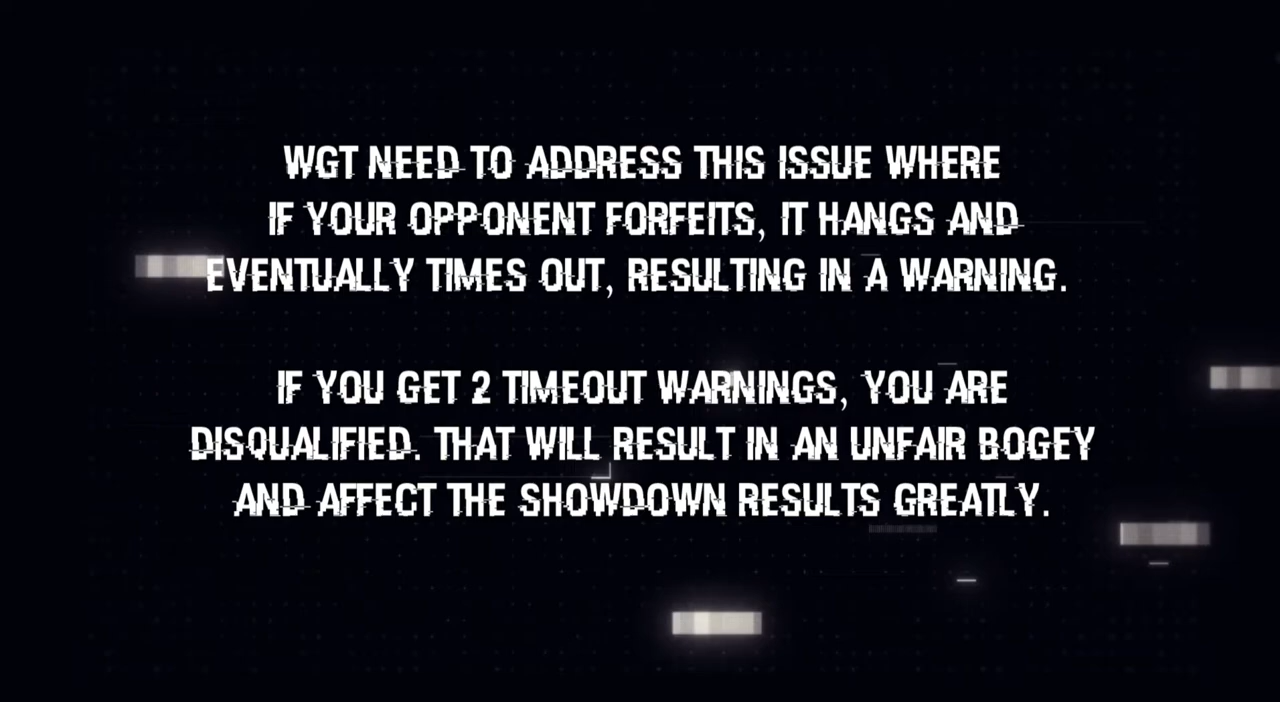 WGT NEED TO ADDRESS THIS ISSUE WHERE
IF YOUR OPPONENT FORFEITS, IT HANGS AND
EVENTUALLY TIMES OUT, RESULTING IN A WARNING.
IF YOU GET 2 TIMEOUT WARNINGS, YOU ARE
DISQUALIFIED. THAT WILL RESULT IN AN UNFAIR BOGEY
AND AFFECT THE SHOWDOWN RESULTS GREATLY.